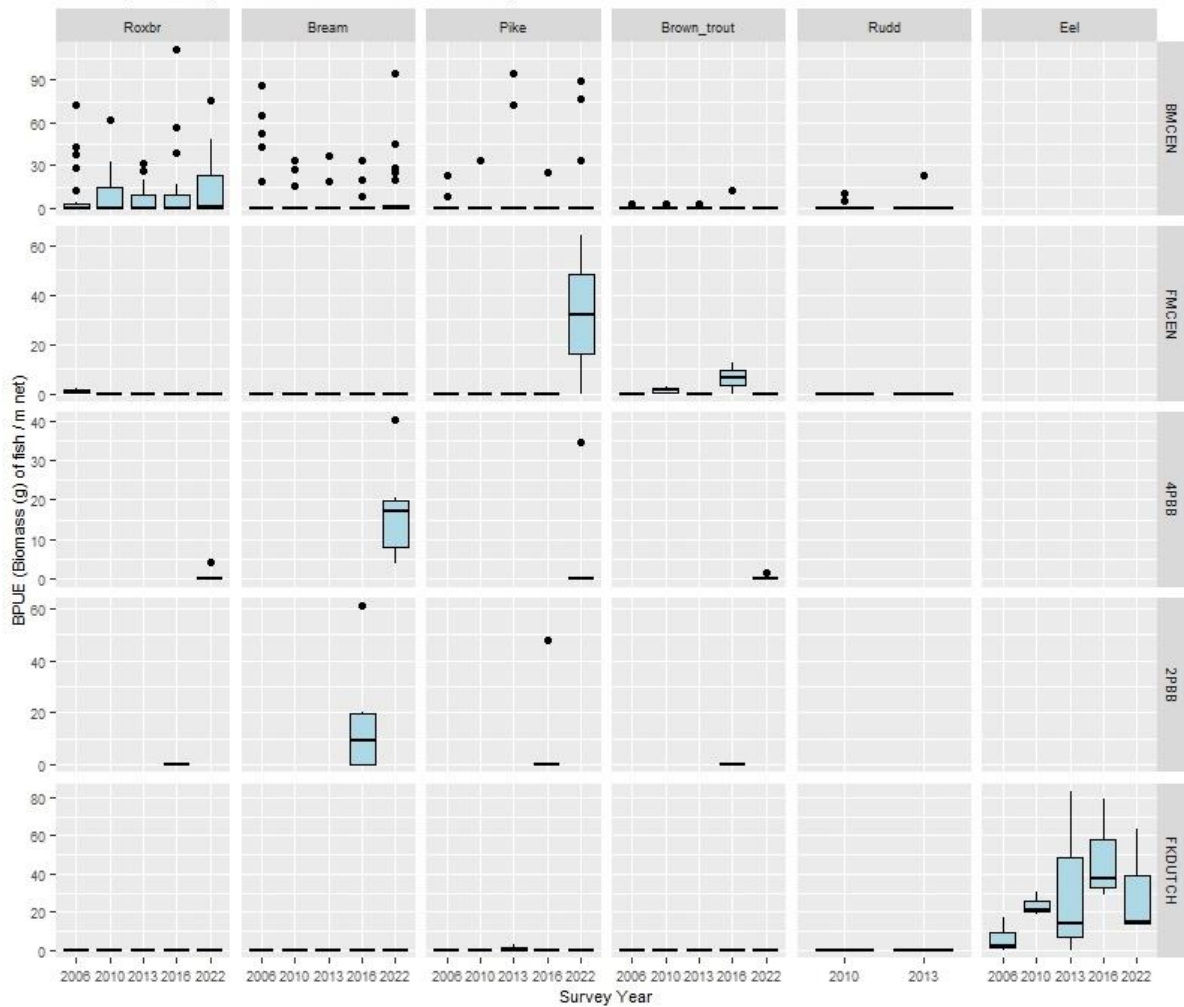 Roxbr Bream Pike Brown_trout Rudd Eel
90
60
30
0
BMCEN
60
40
20
0
FMCEN
40
30
20
10
0
4PBB
60
40
20
0
2PBB
80
60
40
20
0
FKDUTCH
BPUE (Biomass (g) of fish / m net)
2006 2010 2013 2016 2022 2006 2010 2013 2016 2022 2006 2010 2013 2016 2022 2006 2010 2013 2016 2022 2010 2013 2006 2010 2013 2016 2022
Survey Year